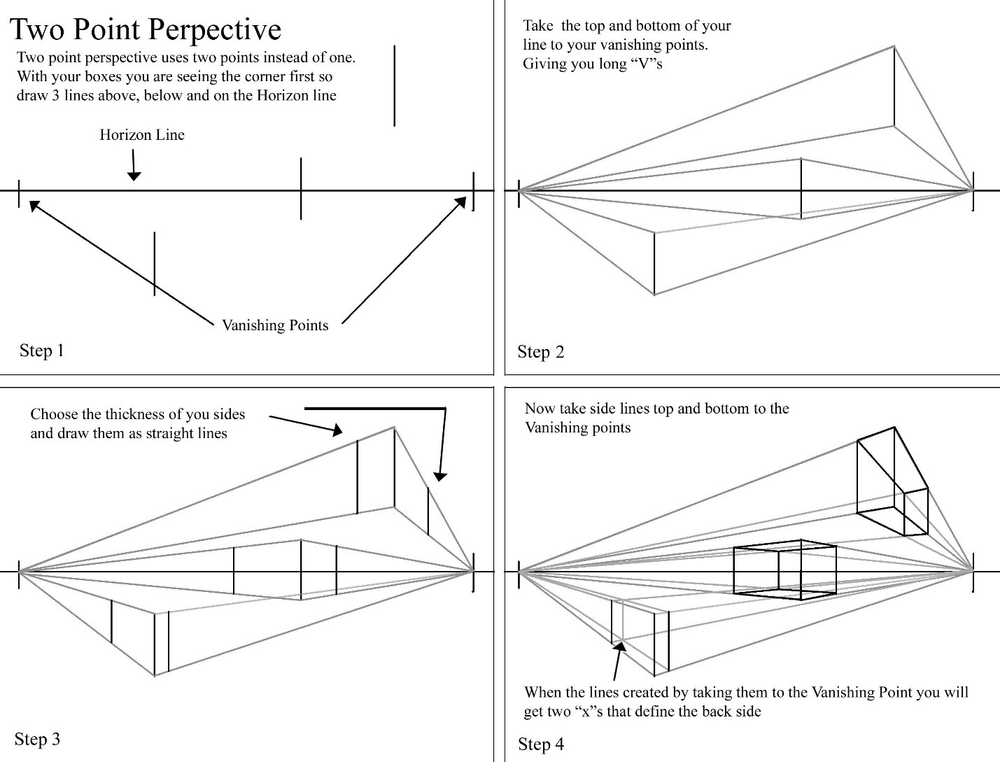 Two Point Perpective
Two point perspective uses two points instead of one.
With your boxes you are seeing the corner first so
draw 3 lines above, below and on the Horizon line
Horizon Line
Vanishing Points
Step 1
Take the top and bottom of your
line to your vanishing points.
Giving you long “V”s
Step 2
Choose the thickness of you sides
and draw them as straight lines
Step 3
Now take side lines top and bottom to the
Vanishing points
When the lines created by taking them to the Vanishing Point you will
get two “x”s that define the back side
Step 4